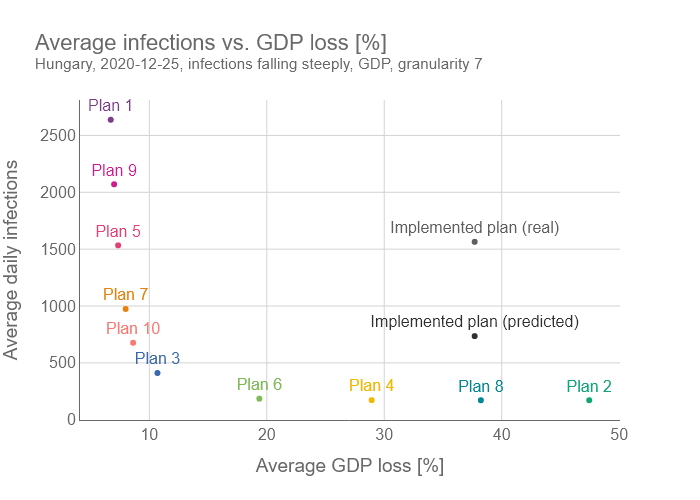 Average infections vs. GDP loss [%]
Hungary, 2020-12-25, infections falling steeply, GDP, granularity 7
Average daily infections
2500
2000
1500
1000
500
0
Plan 1
Plan 9
Plan 5
Implemented plan (real)
Plan 7
Plan 10
Implemented plan (predicted)
Plan 3
Plan 6
Plan 4
Plan 8
Plan 2
10 20 30 40 50
Average GDP loss [%]